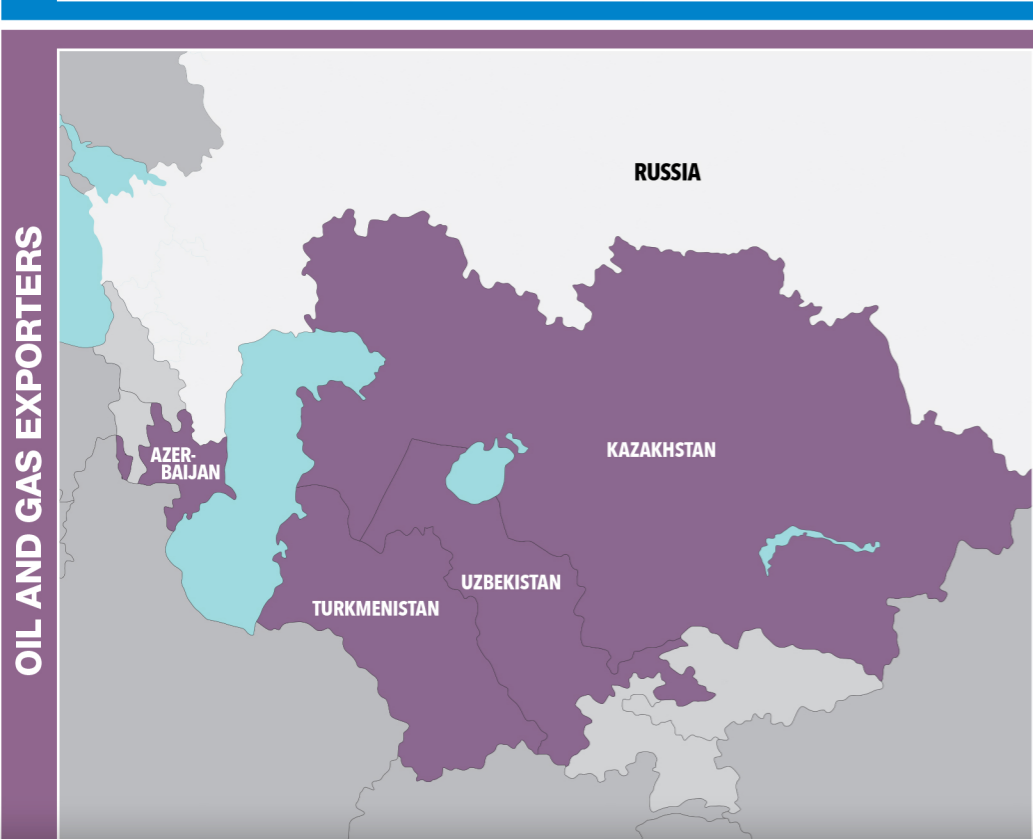 OIL AND GAS EXPORTERS
RUSSIA
KAZAKHSTAN
AZER-
BAIJAN
UZBEKISTAN
TURKMENISTAN